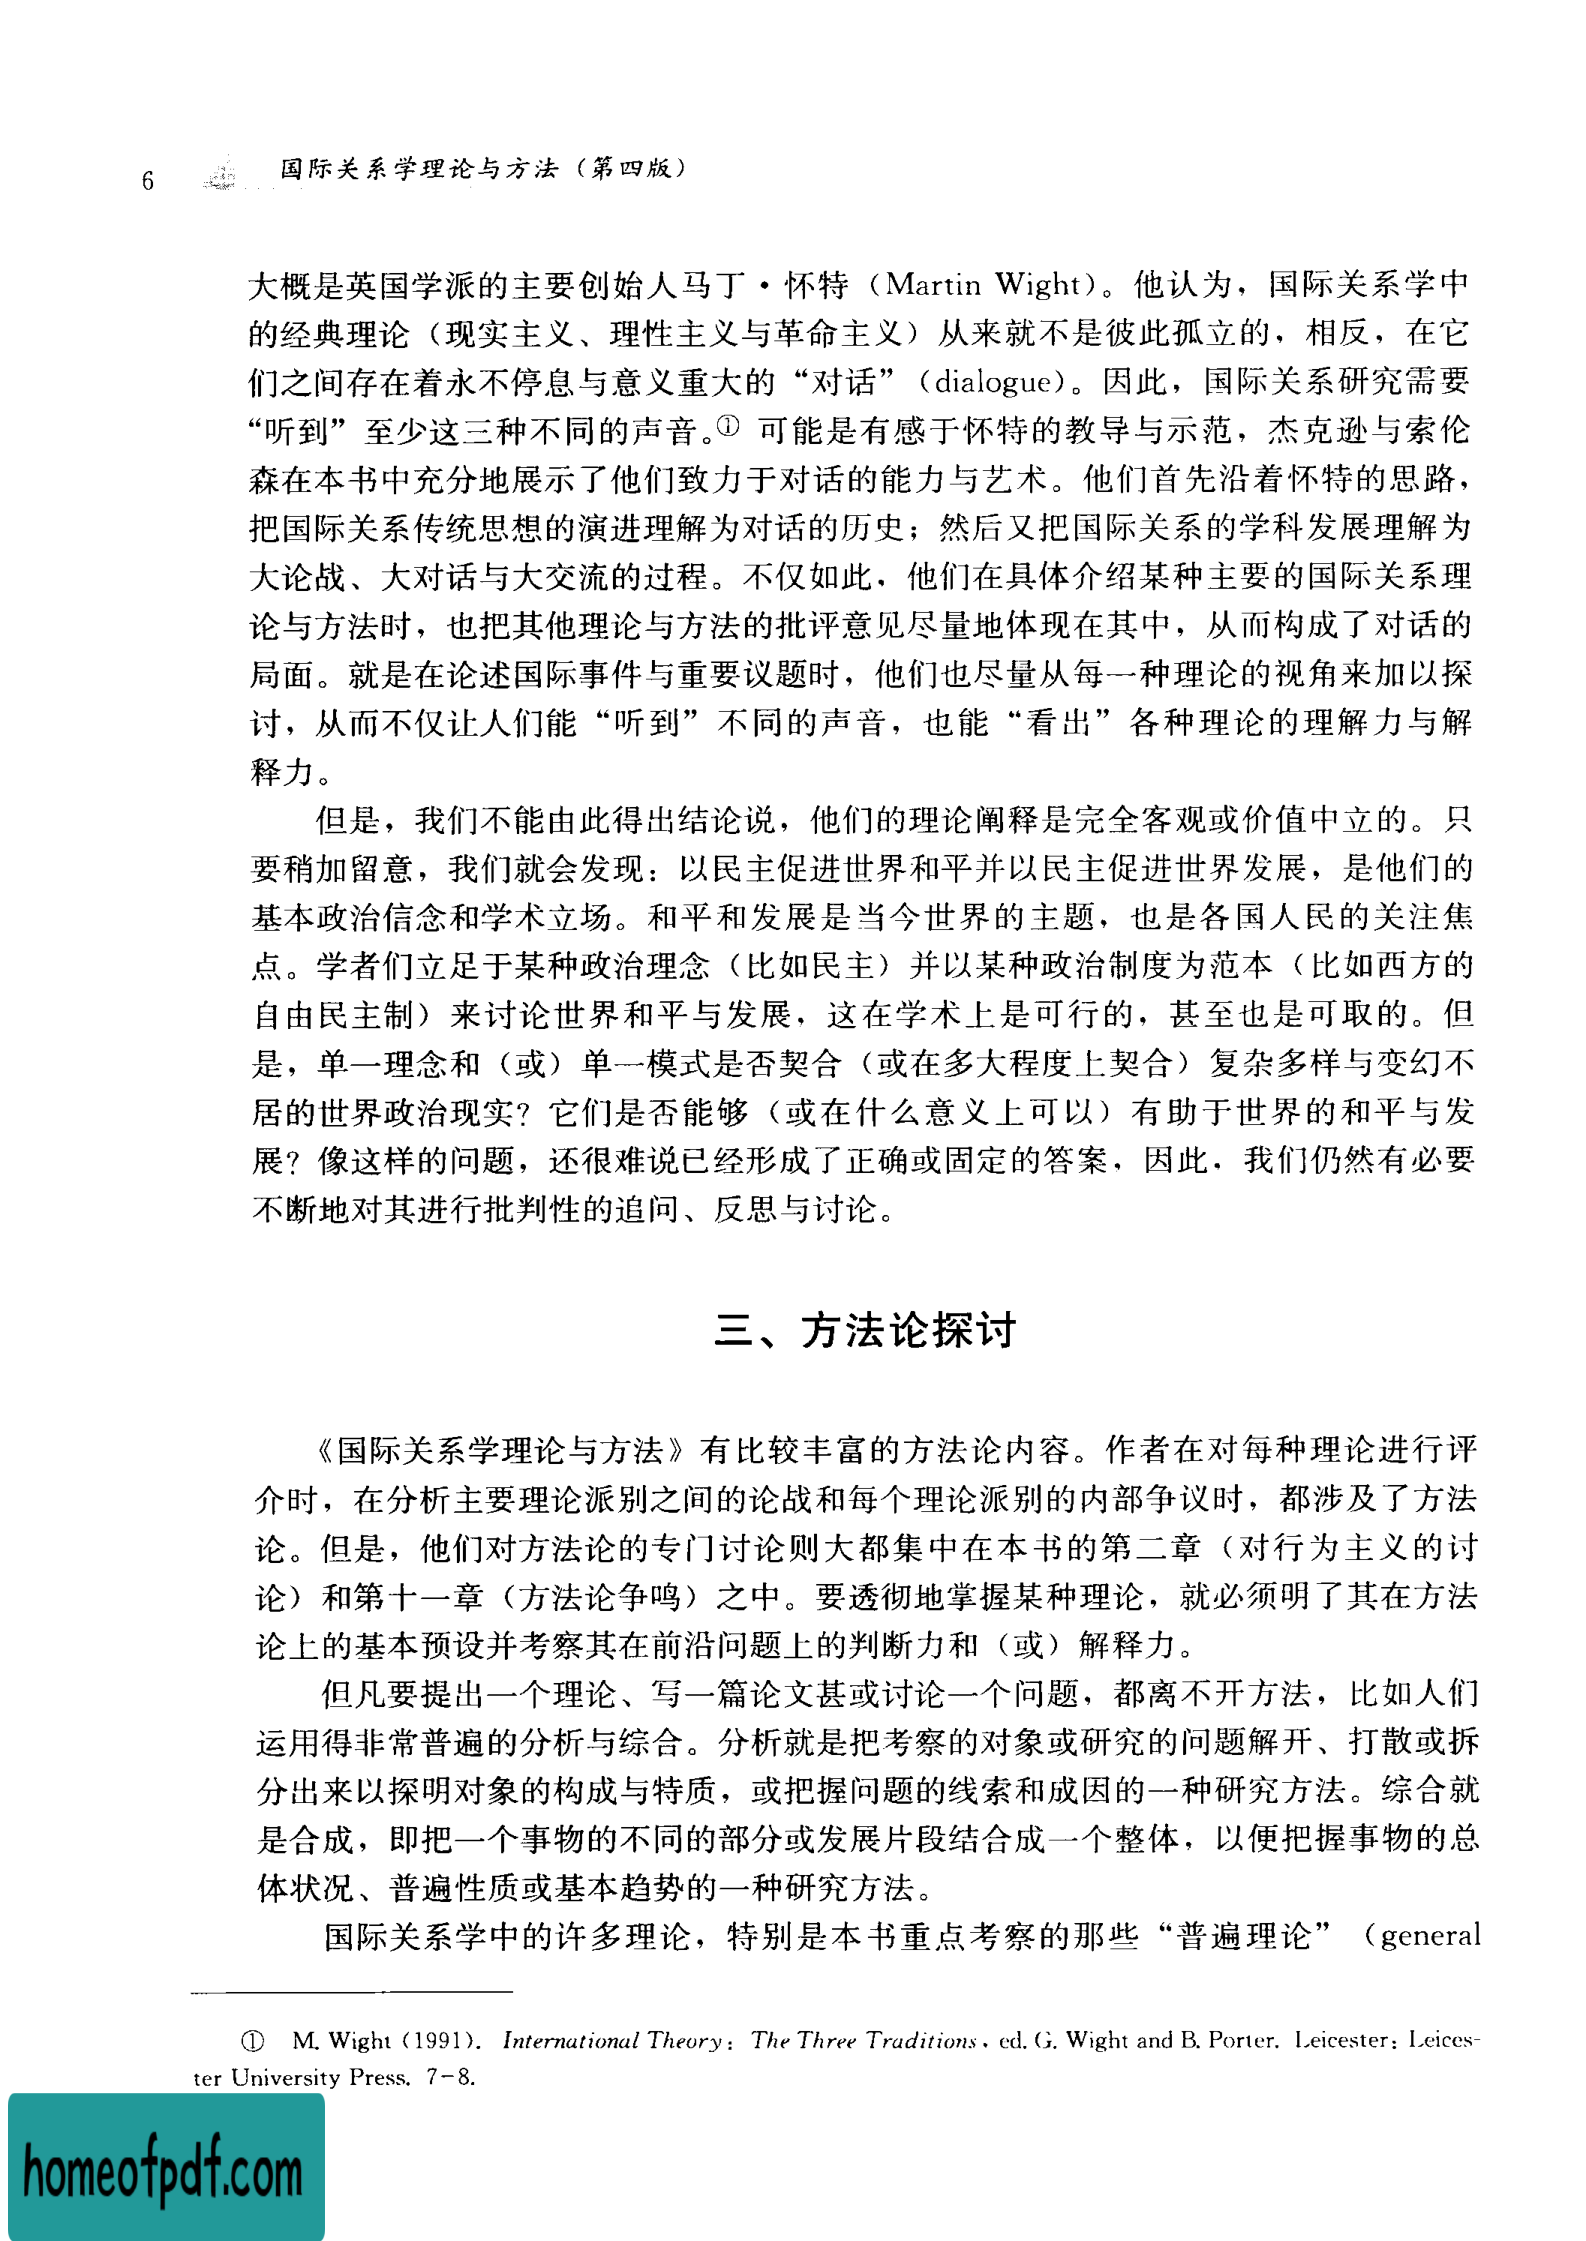 6 国际关系学理论与方法（第四版）
大概是英国学派的主要创始人马丁·怀特（Martin Wight）。他认为，国际关系学中
的经典理论（现实主义、理性主义与革命主义）从来就不是彼此孤立的，相反，在它
们之间存在着永不停息与意义重大的“对话”（dialogue）。因此，国际关系研究需要
“听到”至少这三种不同的声音。① 可能是有感于怀特的教导与示范，杰克逊与索伦
森在本书中充分地展示了他们致力于对话的能力与艺术。他们首先沿着怀特的思路，
把国际关系传统思想的演进理解为对话的历史；然后又把国际关系的学科发展理解为
大论战、大对话与大交流的过程。不仅如此，他们在具体介绍某种主要的国际关系理
论与方法时，也把其他理论与方法的批评意见尽量地体现在其中，从而构成了对话的
局面。就是在论述国际事件与重要议题时，他们也尽量从每一种理论的视角来加以探
讨，从而不仅让人们能“听到”不同的声音，也能“看出”各种理论的理解力与解
释力。
但是，我们不能由此得出结论说，他们的理论阐释是完全客观或价值中立的。只
要稍加留意，我们就会发现：以民主促进世界和平并以民主促进世界发展，是他们的
基本政治信念和学术立场。和平和发展是当今世界的主题，也是各国人民的关注焦
点。学者们立足于某种政治理念（比如民主）并以某种政治制度为范本（比如西方的
自由民主制）来讨论世界和平与发展，这在学术上是可行的，甚至也是可取的。但
是，单一理念和（或）单一模式是否契合（或在多大程度上契合）复杂多样与变幻不
居的世界政治现实？它们是否能够（或在什么意义上可以）有助于世界的和平与发
展？像这样的问题，还很难说已经形成了正确或固定的答案，因此，我们仍然有必要
不断地对其进行批判性的追问、反思与讨论。
三、方法论探讨
《国际关系学理论与方法》有比较丰富的方法论内容。作者在对每种理论进行评
介时，在分析主要理论派别之间的论战和每个理论派别的内部争议时，都涉及了方法
论。但是，他们对方法论的专门讨论则大都集中在本书的第二章（对行为主义的讨
论）和第十一章（方法论争鸣）之中。要透彻地掌握某种理论，就必须明了其在方法
论上的基本预设并考察其在前沿问题上的判断力和（或）解释力。
但凡要提出一个理论、写一篇论文甚或讨论一个问题，都离不开方法，比如人们
运用得非常普遍的分析与综合。分析就是把考察的对象或研究的问题解开、打散或拆
分出来以探明对象的构成与特质，或把握问题的线索和成因的一种研究方法。综合就
是合成，即把一个事物的不同的部分或发展片段结合成一个整体，以便把握事物的总
体状况、普遍性质或基本趋势的一种研究方法。
国际关系学中的许多理论，特别是本书重点考察的那些“普遍理论”（general
① M. Wight (1991). International Theory: The Three Traditions, ed. G. Wight and B. Porter. Leicester: Leices-
ter University Press. 7-8.
homeofpdf.com